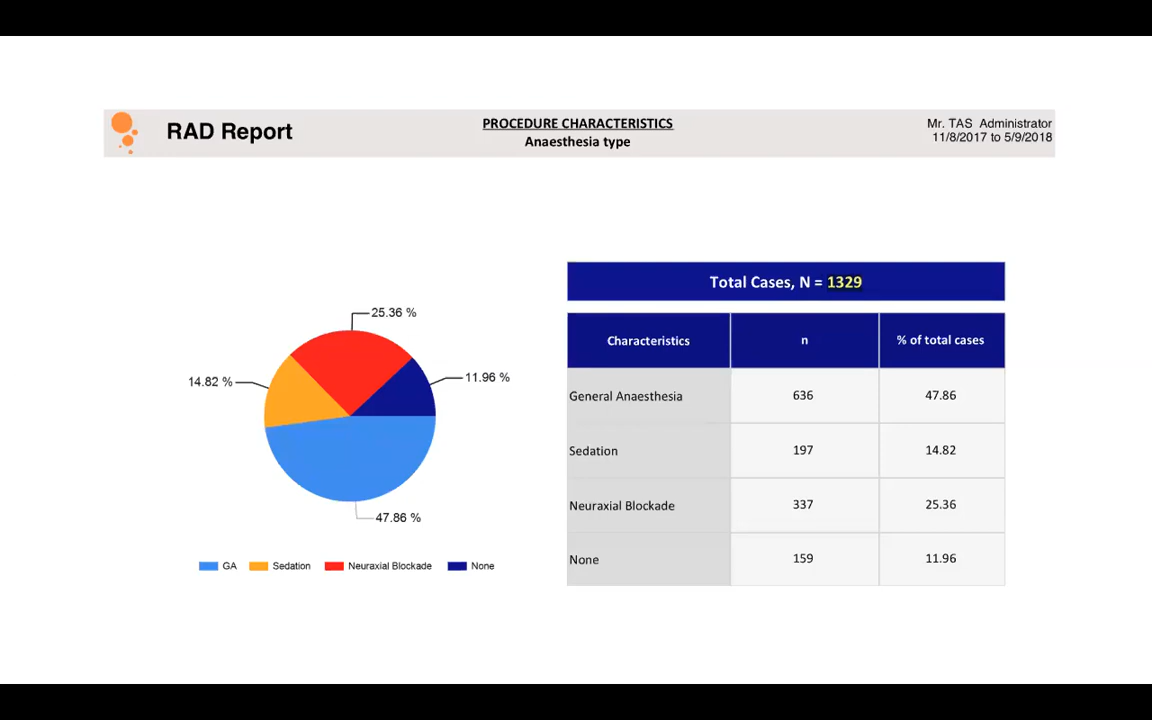 RAD Report
PROCEDURE CHARACTERISTICS
Anaesthesia type
Mr. TAS Administrator
11/8/2017 to 5/9/2018
25.36 %
14.82 %
11.96 %
47.86 %
GA Sedation Neuraxial Blockade None
Total Cases, N = 1329
Characteristics n % of total cases
General Anaesthesia 636 47.86
Sedation 197 14.82
Neuraxial Blockade 337 25.36
None 159 11.96